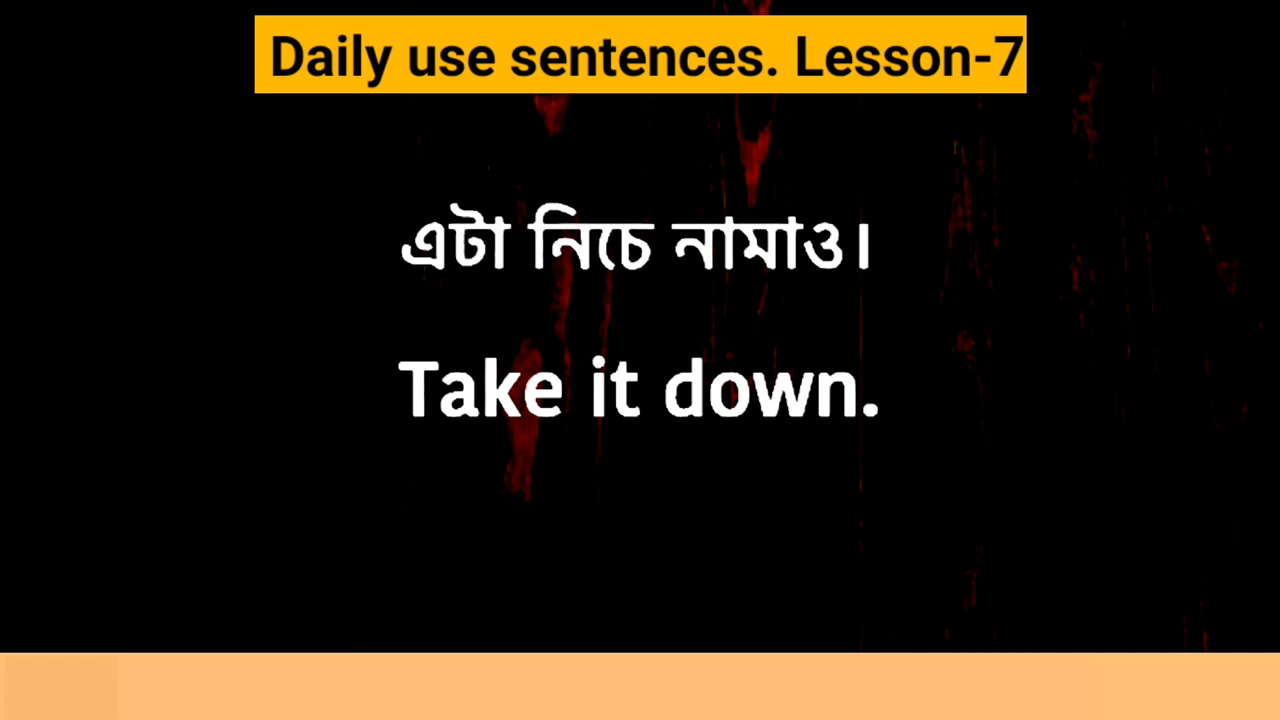 Daily use sentences. Lesson-7
এটা নিচে নামাও।
Take it down.